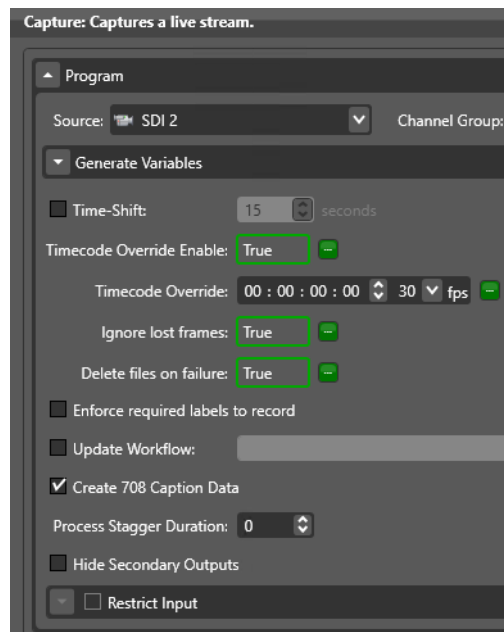 Capture: Captures a live stream.
Program
Source: SDI 2 Channel Group:
Generate Variables
Time-Shift: 15 seconds
Timecode Override Enable: True
Timecode Override: 00 : 00 : 00 : 00 30 fps
Ignore lost frames: True
Delete files on failure: True
Enforce required labels to record
Update Workflow:
Create 708 Caption Data
Process Stagger Duration: 0
Hide Secondary Outputs
Restrict Input